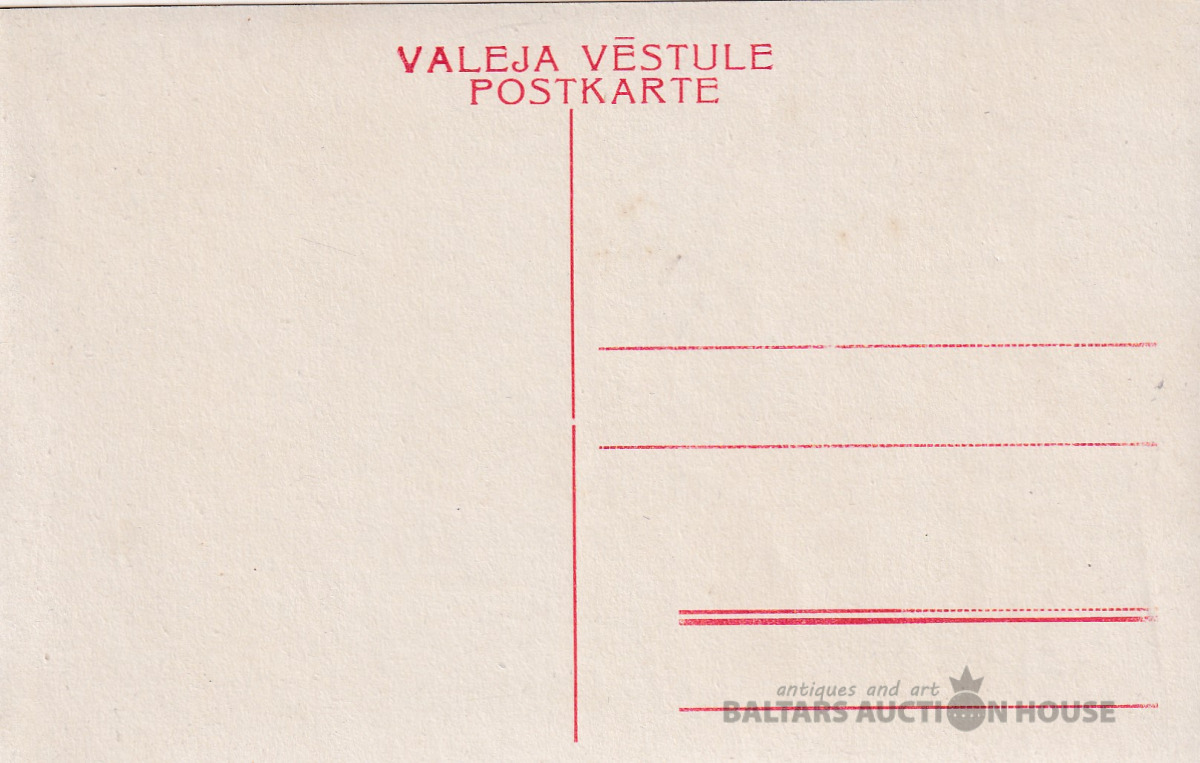 VALEJA VĒSTULE
POSTKARTE
antiques and art
BALTARS AUCTION HOUSE